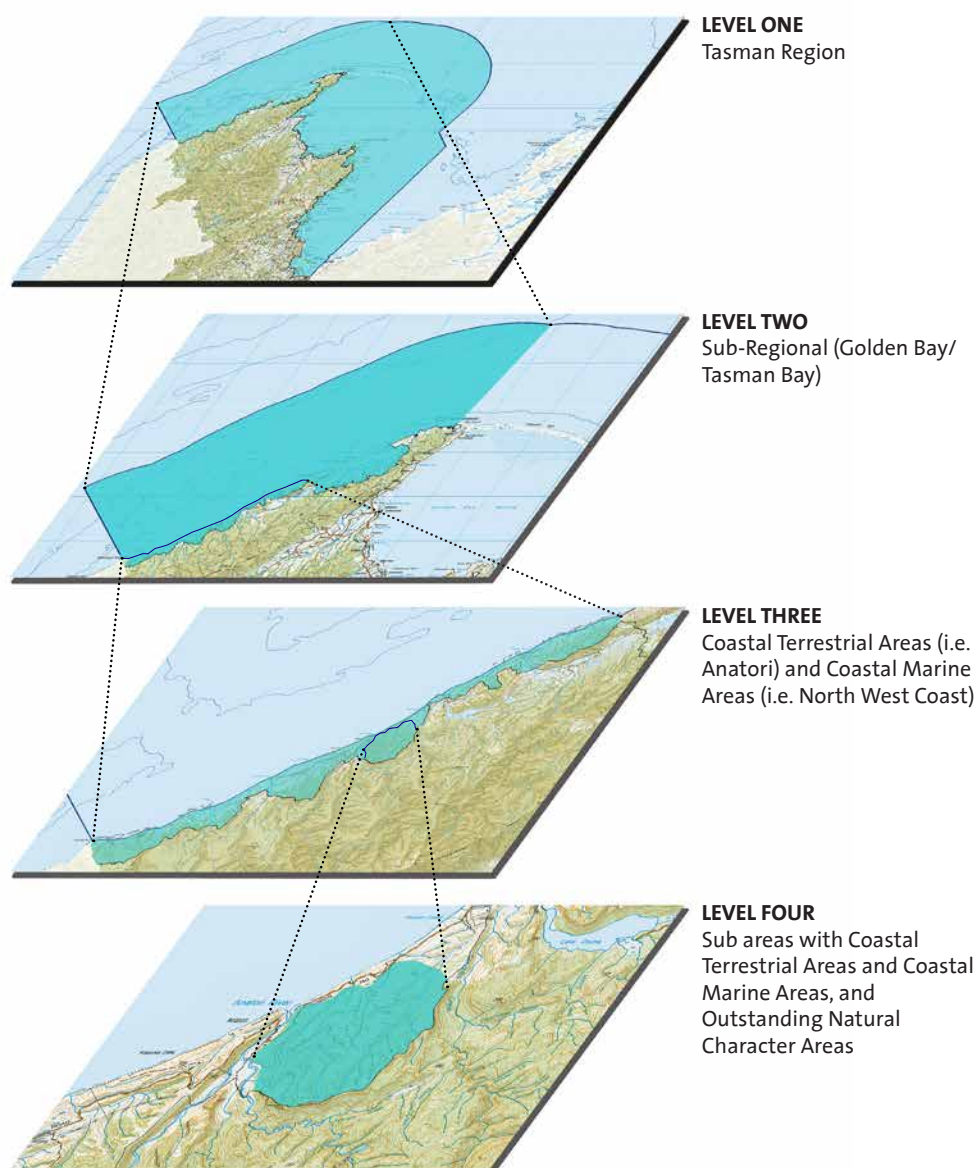 LEVEL ONE
Tasman Region
LEVEL TWO
Sub-Regional (Golden Bay/
Tasman Bay)
LEVEL THREE
Coastal Terrestrial Areas (i.e.
Anatori) and Coastal Marine
Areas (i.e. North West Coast)
LEVEL FOUR
Sub areas with Coastal
Terrestrial Areas and Coastal
Marine Areas, and
Outstanding Natural
Character Areas